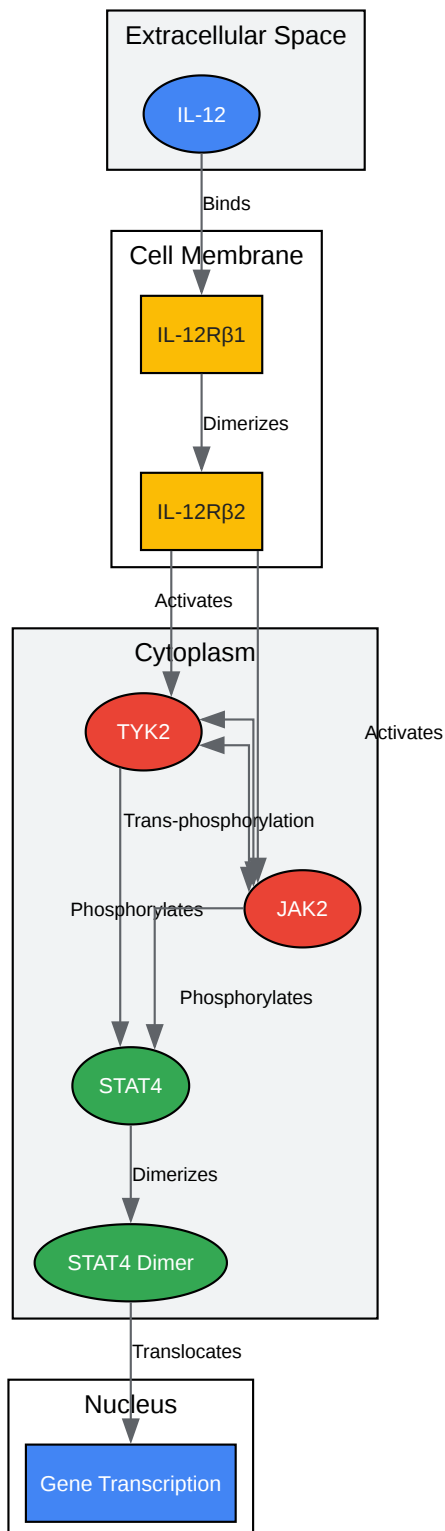 Extracellular Space
IL-12
Binds
Cell Membrane
IL-12Rβ1
Dimerizes
IL-12Rβ2
Activates
Cytoplasm
TYK2
Activates
Trans-phosphorylation
Phosphorylates
JAK2
Phosphorylates
STAT4
Dimerizes
STAT4 Dimer
Translocates
Nucleus
Gene Transcription